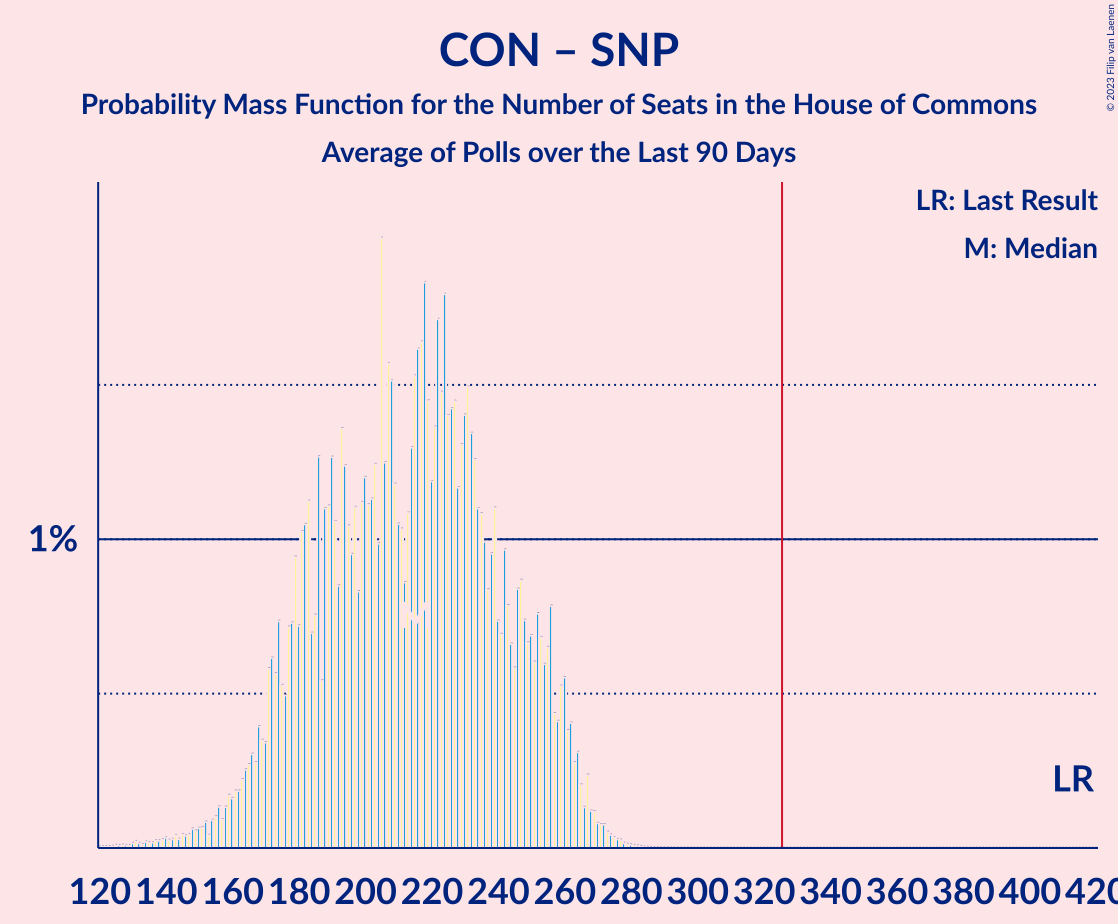 CON – SNP
Probability Mass Function for the Number of Seats in the House of Commons
Average of Polls over the Last 90 Days
© 2023 Filip van Laenen
LR: Last Result
M: Median
1%
LR
120 140 160 180 200 220 240 260 280 300 320 340 360 380 400 420